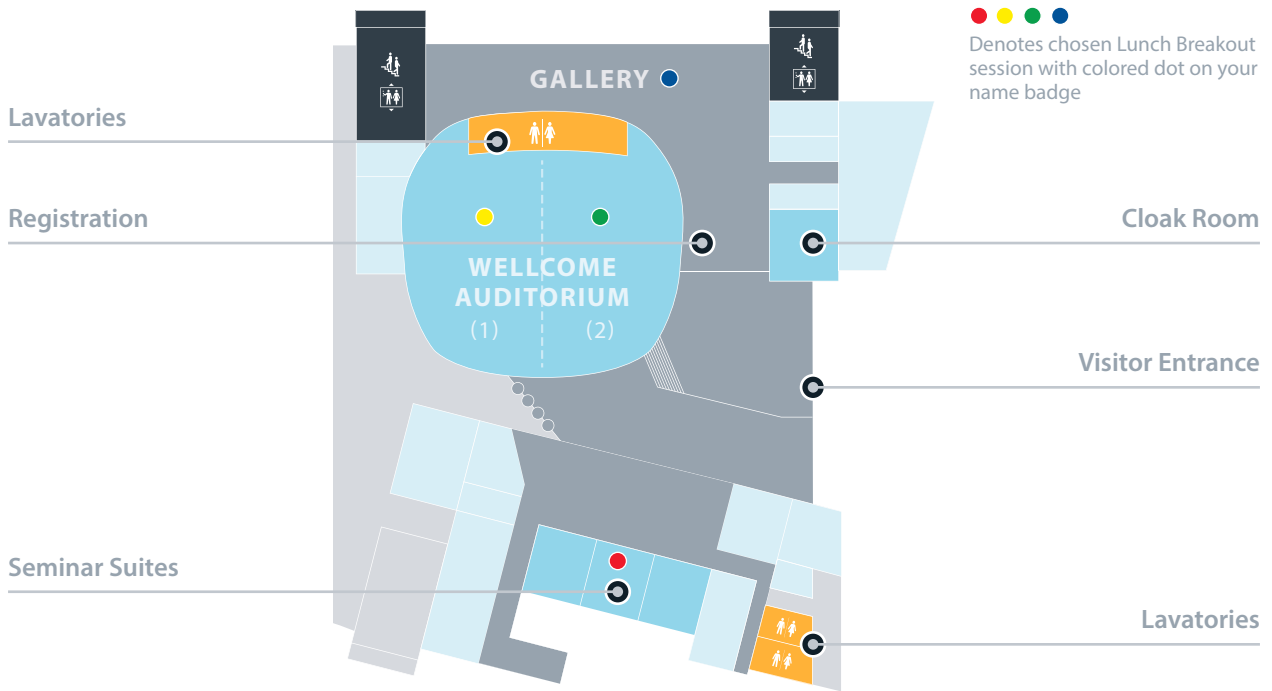 Denotes chosen Lunch Breakout
session with colored dot on your
name badge
GALLERY
Lavatories
Registration
Cloak Room
WELLCOME
AUDITORIUM
(1)
(2)
Visitor Entrance
Seminar Suites
Lavatories